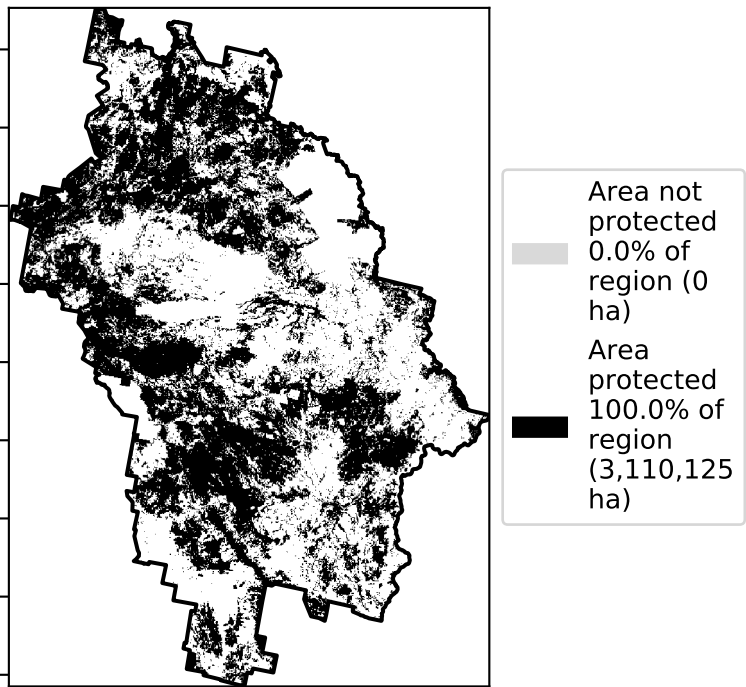 Area not
protected
0.0% of
region (0
ha)
Area
protected
100.0% of
region
(3,110,125
ha)